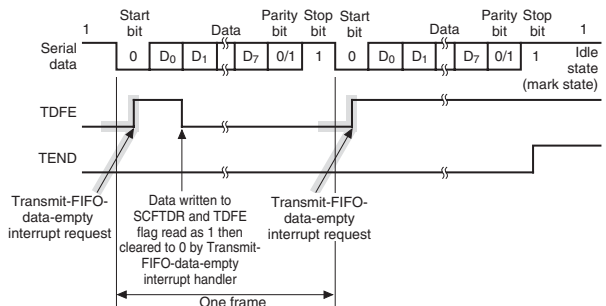 1 Start bit Data Parity bit Stop bit Start bit Data Parity bit Stop bit 1
Serial data 0 D0 D1 D7 0/1 1 0 D0 D1 D7 0/1 1 Idle state (mark state)
TDFE
TEND
Transmit-FIFO-
data-empty
interrupt request
Data written to
SCFTDR and TDFE
flag read as 1 then
cleared to 0 by Transmit-
FIFO-data-empty
interrupt handler
Transmit-FIFO-
data-empty
interrupt request
One frame